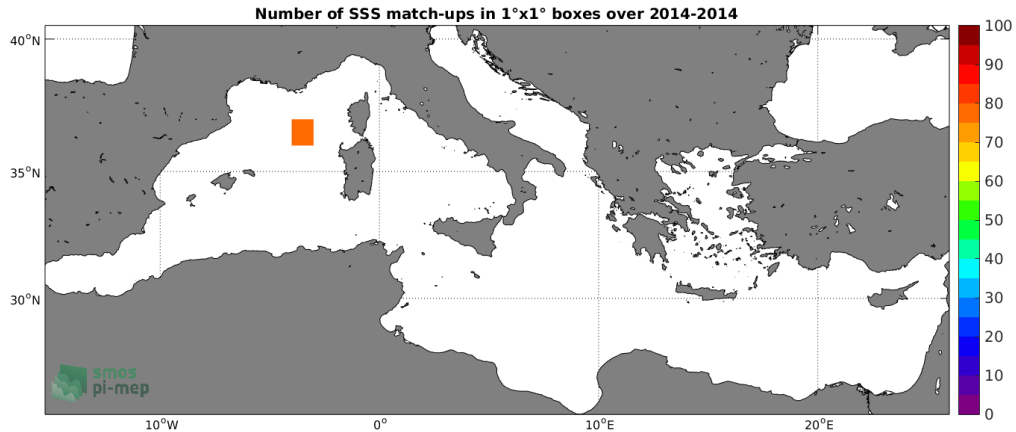 Number of SSS match-ups in 1°x1° boxes over 2014-2014
40°N
35°N
30°N
10°W
0°
10°E
20°E
100
90
80
70
60
50
40
30
20
10
0
smos
pi-mep